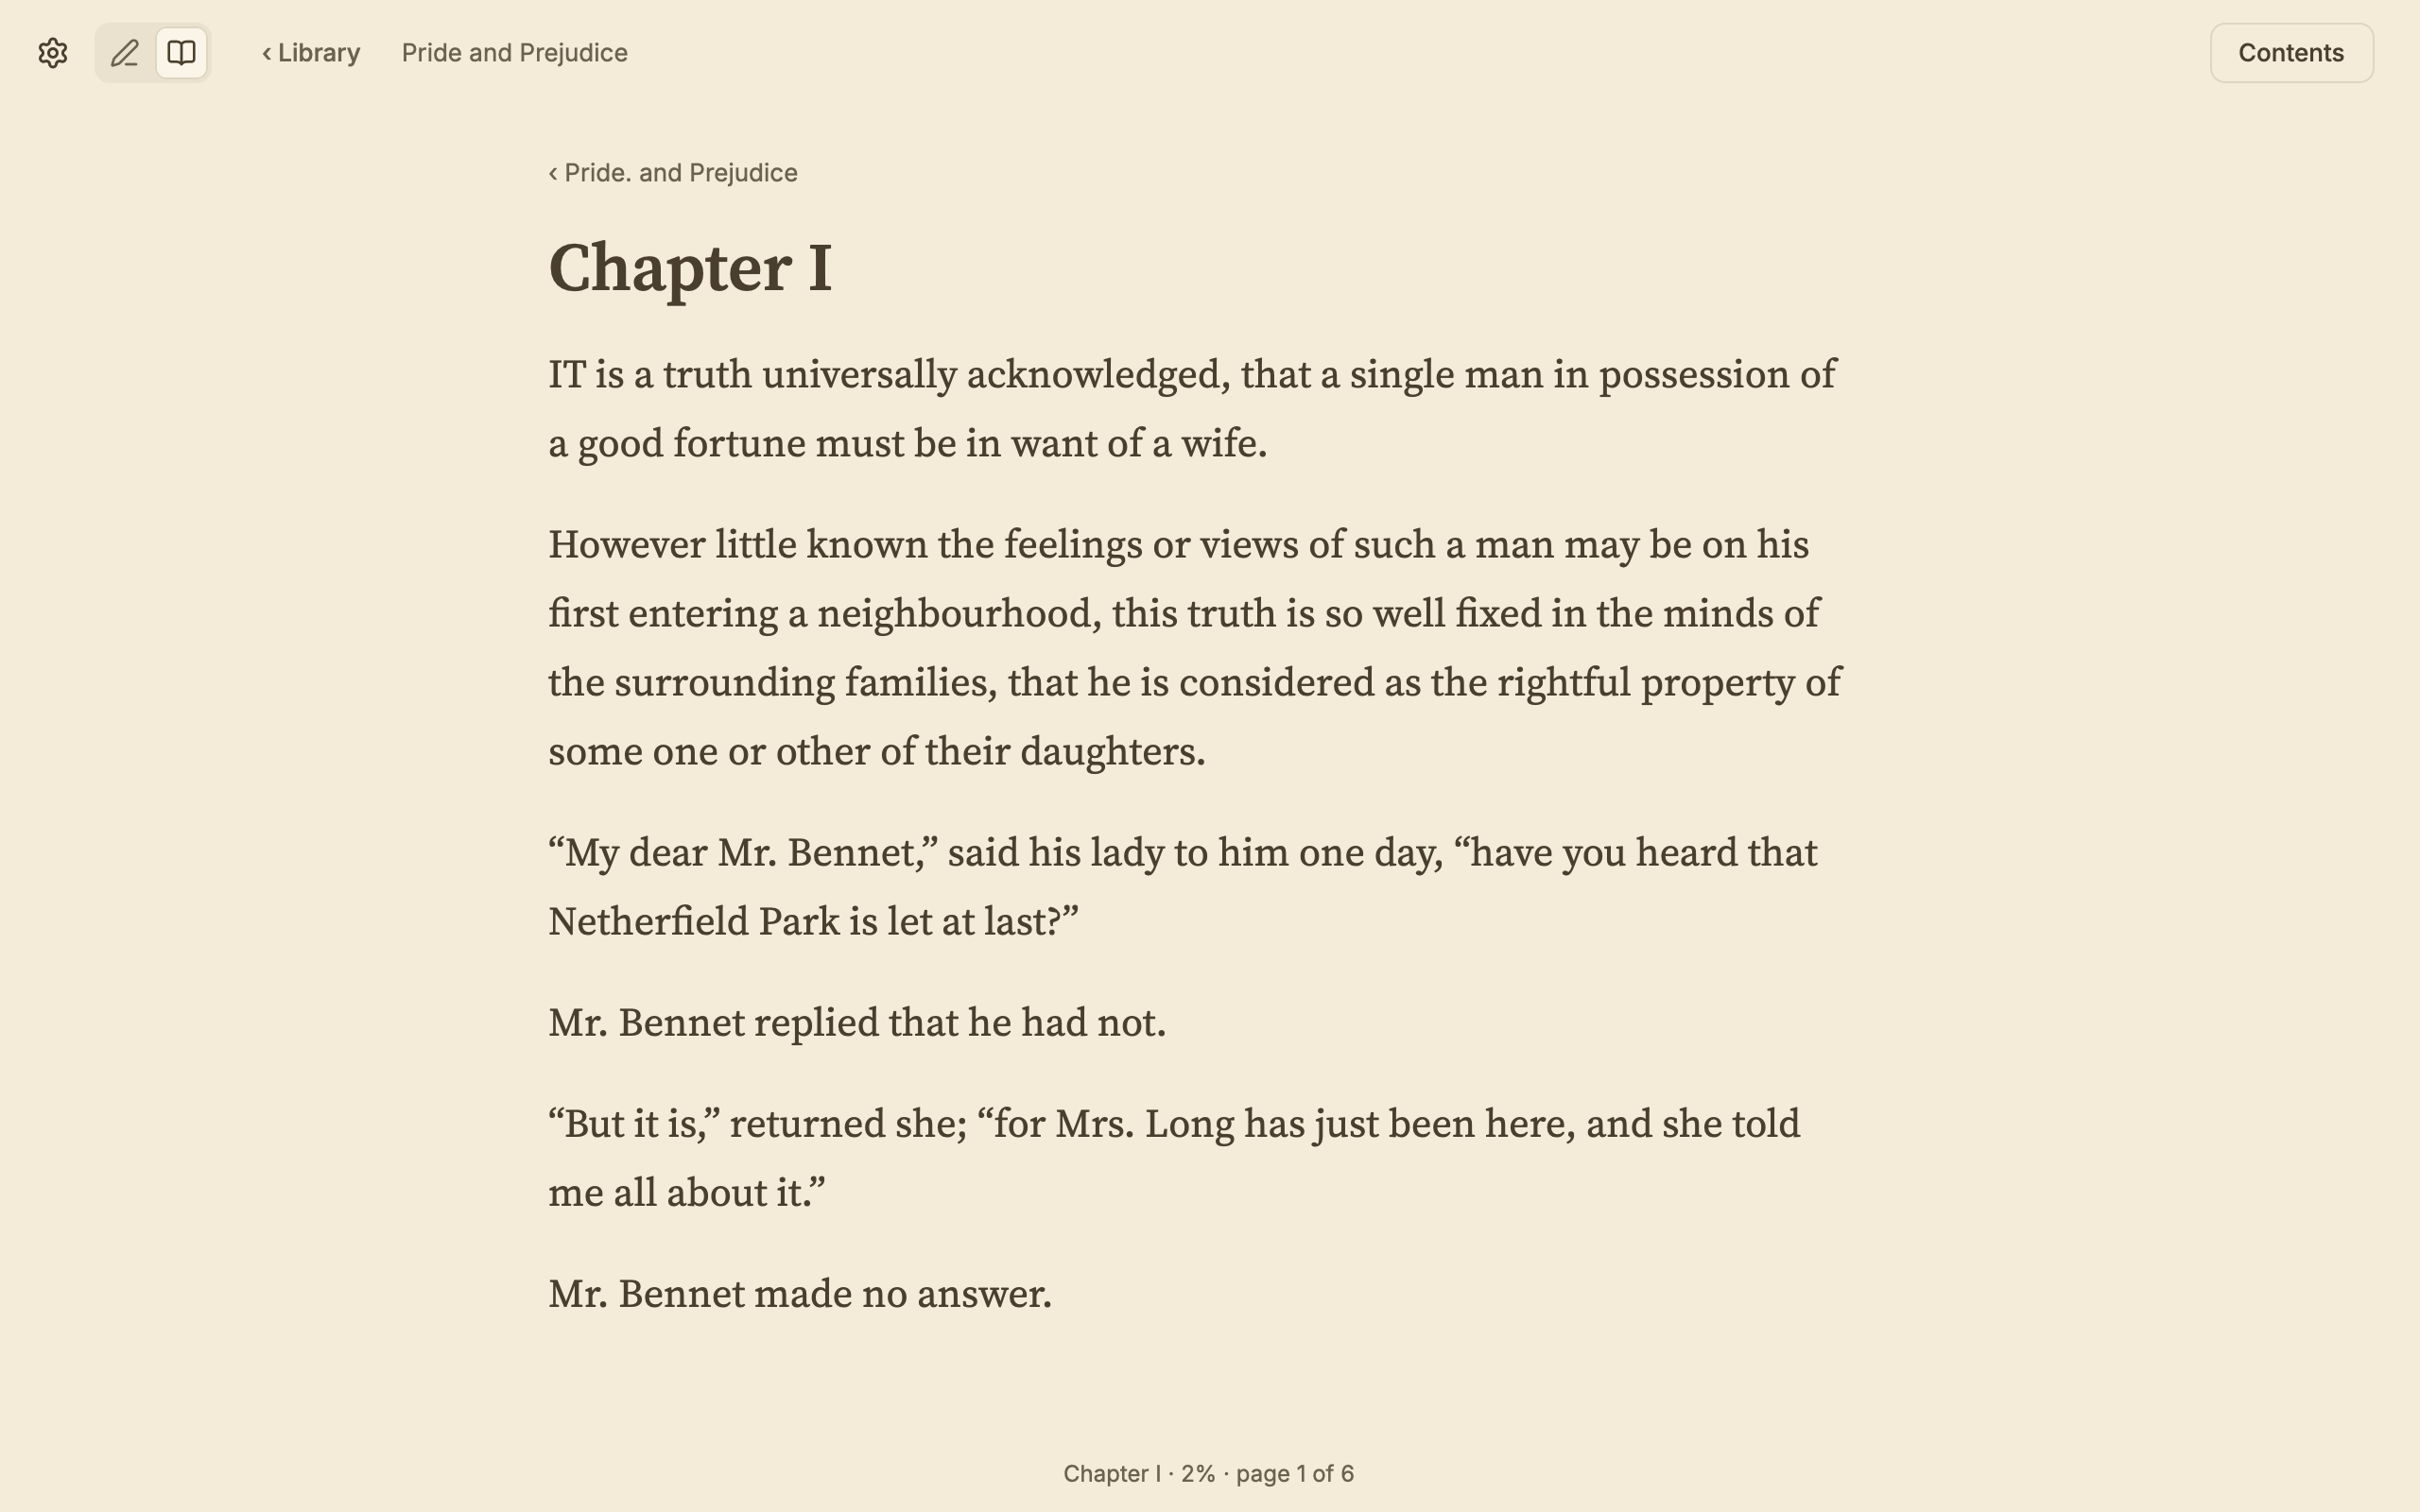 ‹ Library Pride and Prejudice Contents
‹ Pride. and Prejudice
Chapter I
IT is a truth universally acknowledged, that a single man in possession of
a good fortune must be in want of a wife.
However little known the feelings or views of such a man may be on his
first entering a neighbourhood, this truth is so well fixed in the minds of
the surrounding families, that he is considered as the rightful property of
some one or other of their daughters.
“My dear Mr. Bennet,” said his lady to him one day, “have you heard that
Netherfield Park is let at last?”
Mr. Bennet replied that he had not.
“But it is,” returned she; “for Mrs. Long has just been here, and she told
me all about it.”
Mr. Bennet made no answer.
Chapter I · 2% · page 1 of 6